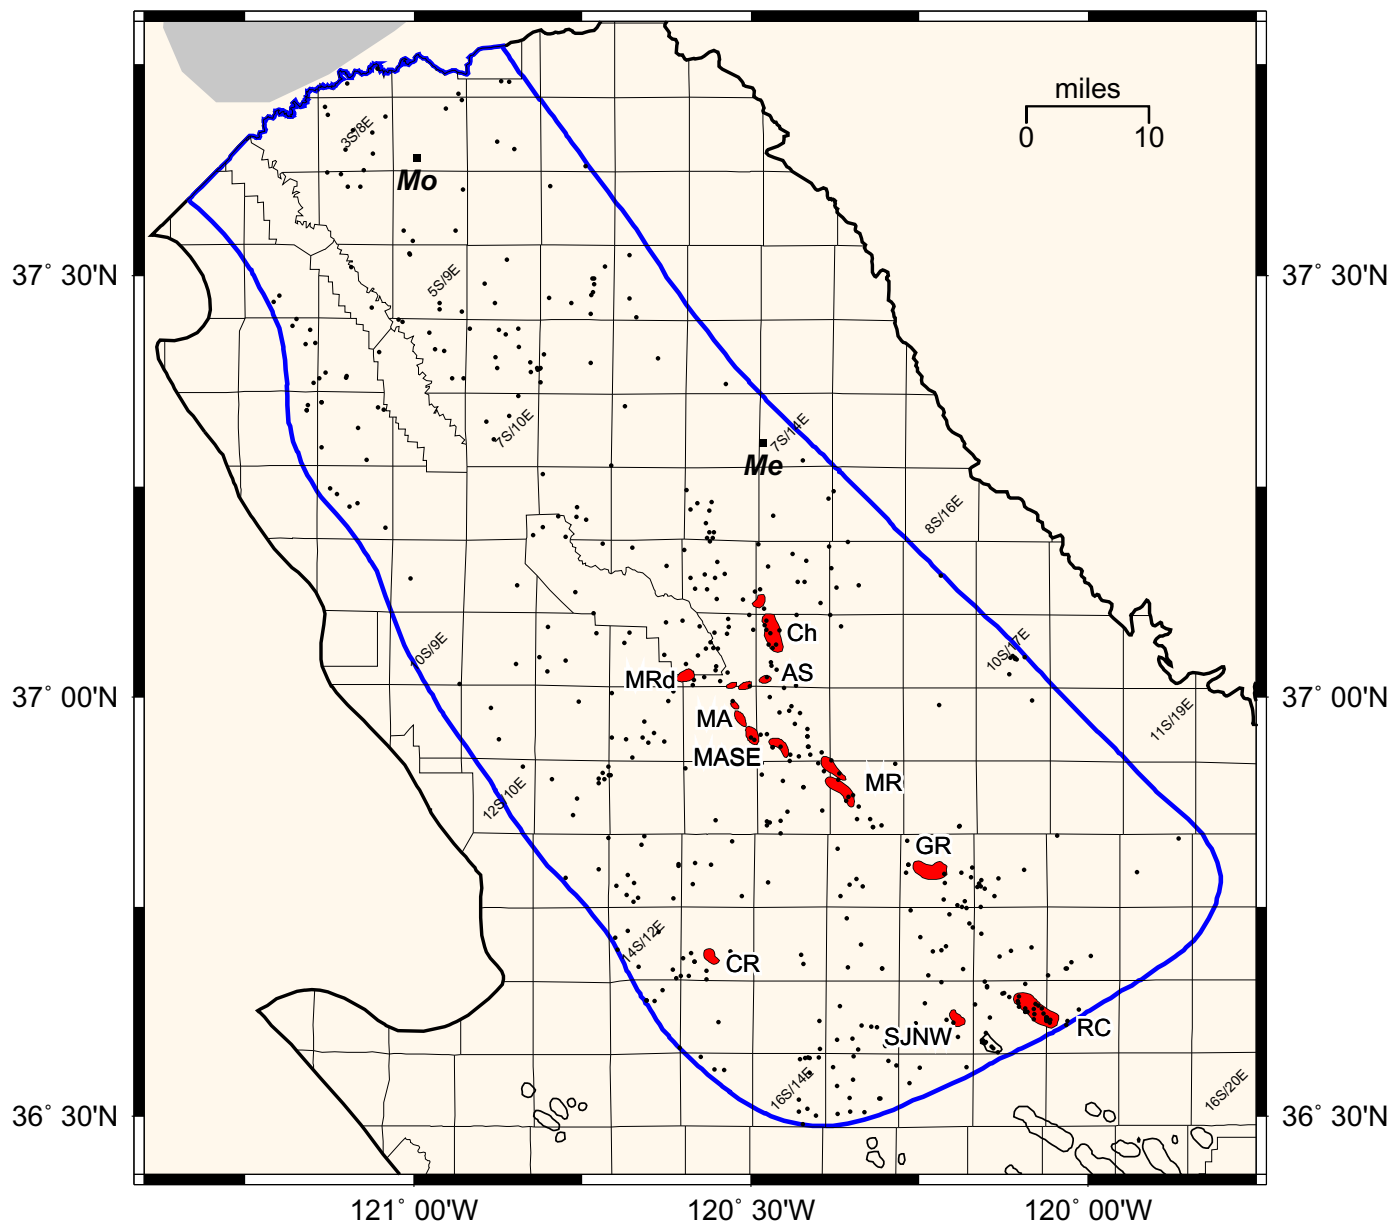 miles
0 10
3S/8E
Mo
37° 30'N
37° 30'N
5S/9E
7S/10E
7S/14E
Me
8S/16E
Ch
10S/9E
10S/17E
AS
MRd
37° 00'N
37° 00'N
MA
11S/19E
MASE
MR
12S/10E
GR
14S/12E
CR
SJNW
RC
16S/14E
16S/20E
36° 30'N
36° 30'N
121° 00'W
120° 30'W
120° 00'W